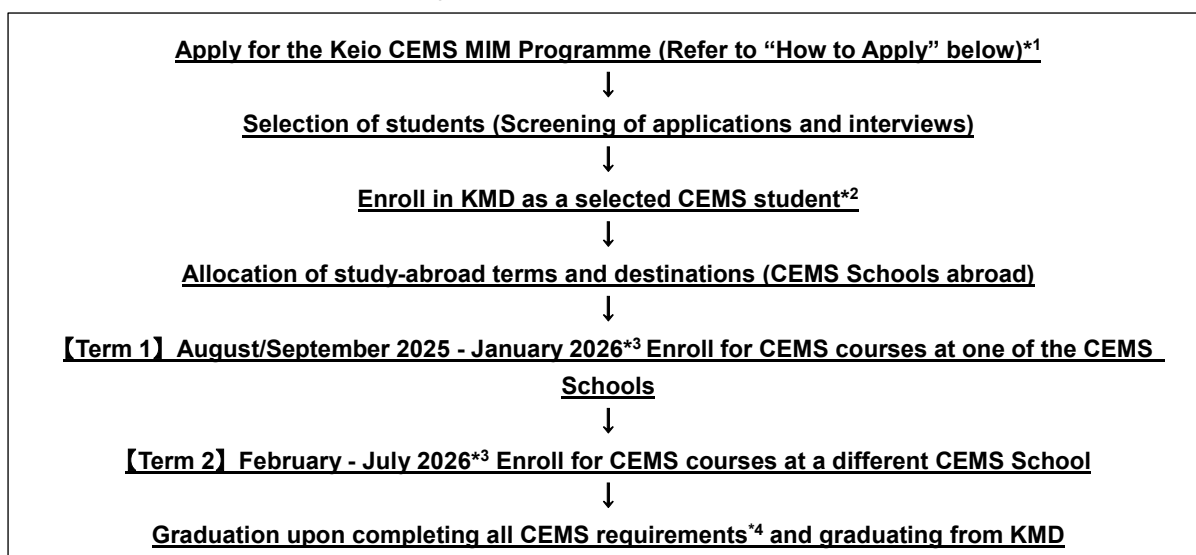 Apply for the Keio CEMS MIM Programme (Refer to “How to Apply” below)*1
↓
Selection of students (Screening of applications and interviews)
↓
Enroll in KMD as a selected CEMS student*2
↓
Allocation of study-abroad terms and destinations (CEMS Schools abroad)
↓
【Term 1】August/September 2025 - January 2026*3 Enroll for CEMS courses at one of the CEMS
Schools
↓
【Term 2】February - July 2026*3 Enroll for CEMS courses at a different CEMS School
↓
Graduation upon completing all CEMS requirements*4 and graduating from KMD